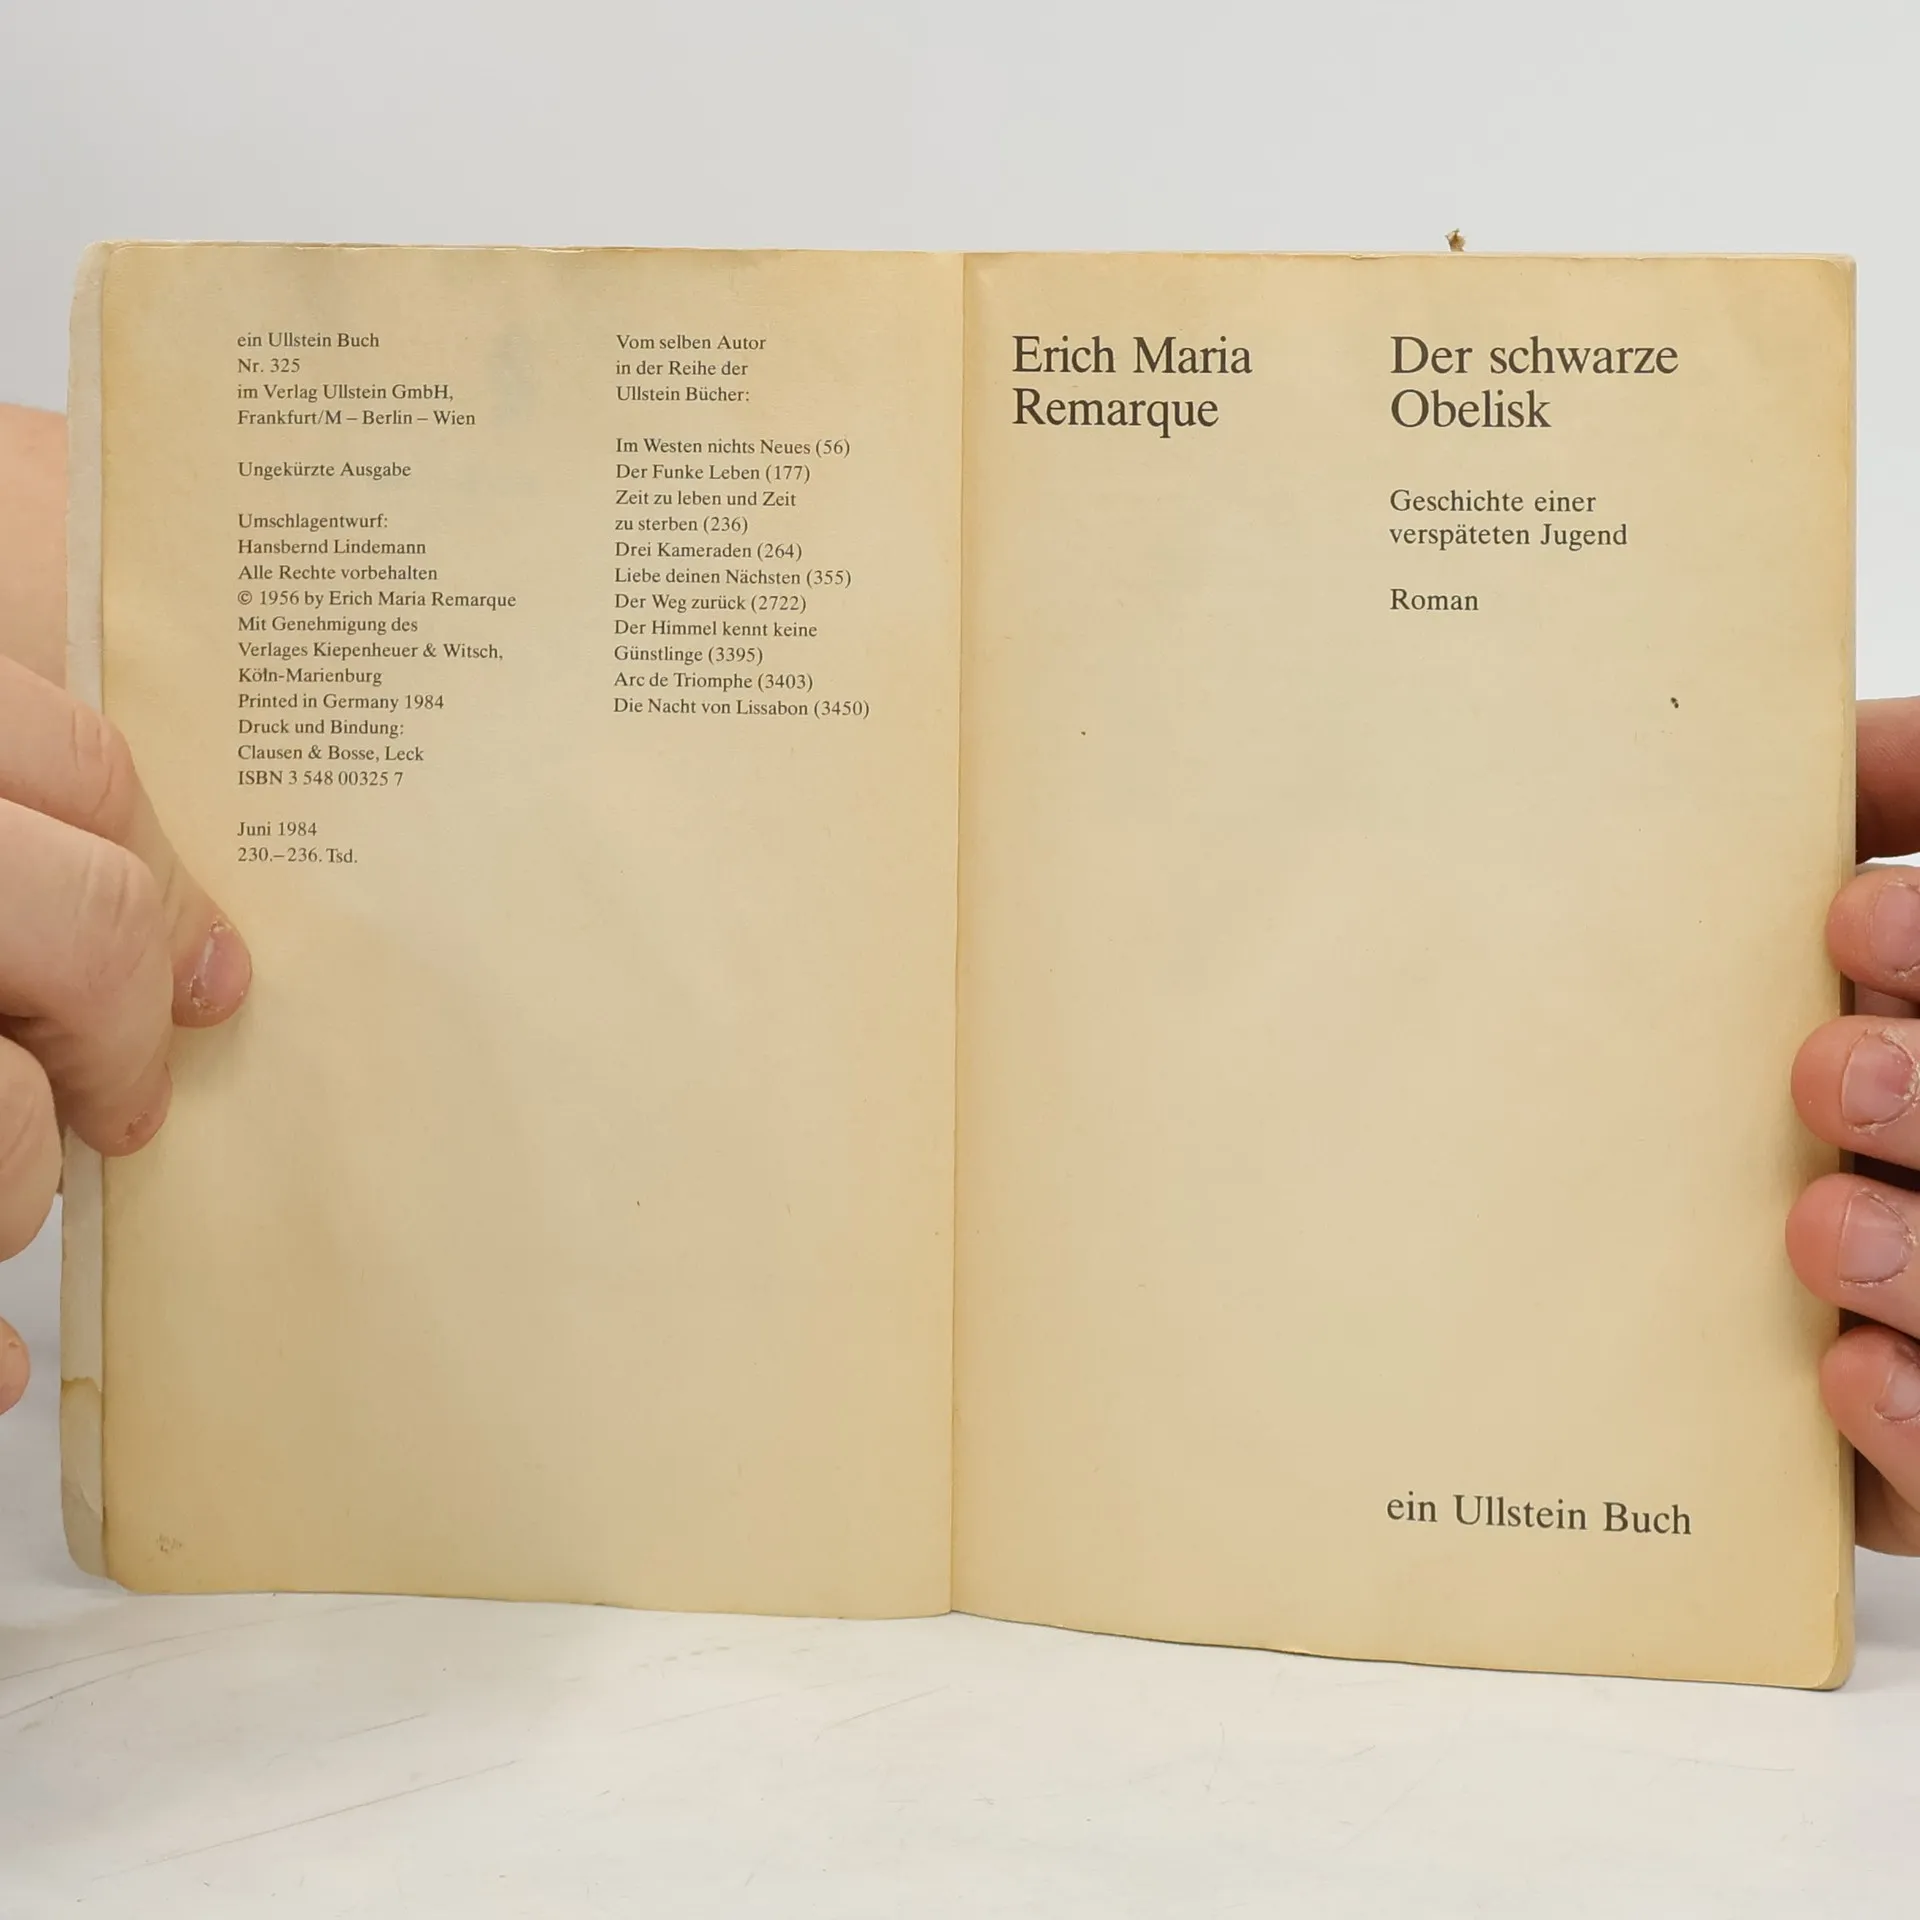 ein Ullstein Buch
Nr. 325
im Verlag Ullstein GmbH,
Frankfurt/M – Berlin – Wien
Ungekürzte Ausgabe
Umschlagentwurf:
Hansbernd Lindemann
Alle Rechte vorbehalten
© 1956 by Erich Maria Remarque
Mit Genehmigung des
Verlages Kiepenheuer & Witsch,
Köln-Marienburg
Printed in Germany 1984
Druck und Bindung:
Clausen & Bosse, Leck
ISBN 3 548 00325 7
Juni 1984
230.–236. Tsd.
Vom selben Autor
in der Reihe der
Ullstein Bücher:
Im Westen nichts Neues (56)
Der Funke Leben (177)
Zeit zu leben und Zeit
zu sterben (236)
Drei Kameraden (264)
Liebe deinen Nächsten (355)
Der Weg zurück (2722)
Der Himmel kennt keine
Günstlinge (3395)
Arc de Triomphe (3403)
Die Nacht von Lissabon (3450)
Erich Maria
Remarque
Der schwarze
Obelisk
Geschichte einer
verspäteten Jugend
Roman
ein Ullstein Buch